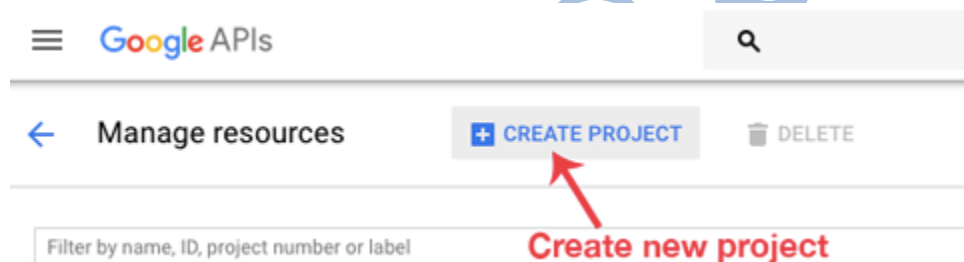 Google APIs
Manage resources
CREATE PROJECT
DELETE
Filter by name, ID, project number or label
Create new project